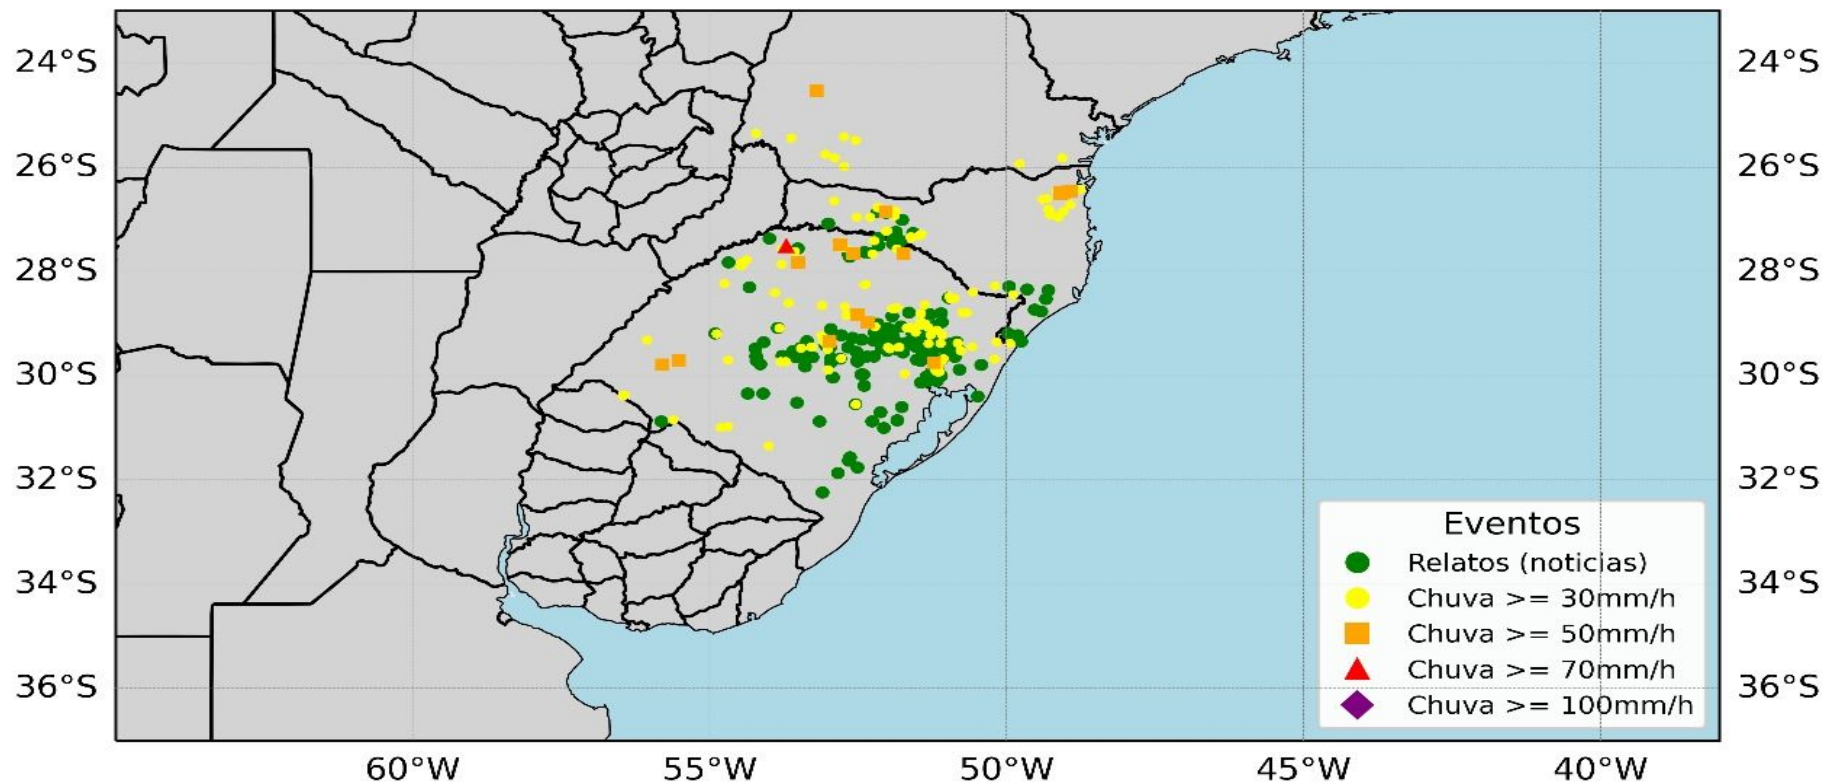 24°S 24°S
26°S 26°S
28°S 28°S
30°S 30°S
32°S 32°S
34°S 34°S
36°S 36°S
Eventos
Relatos (noticias)
Chuva >= 30mm/h
Chuva >= 50mm/h
Chuva >= 70mm/h
Chuva >= 100mm/h
60°W 55°W 50°W 45°W 40°W